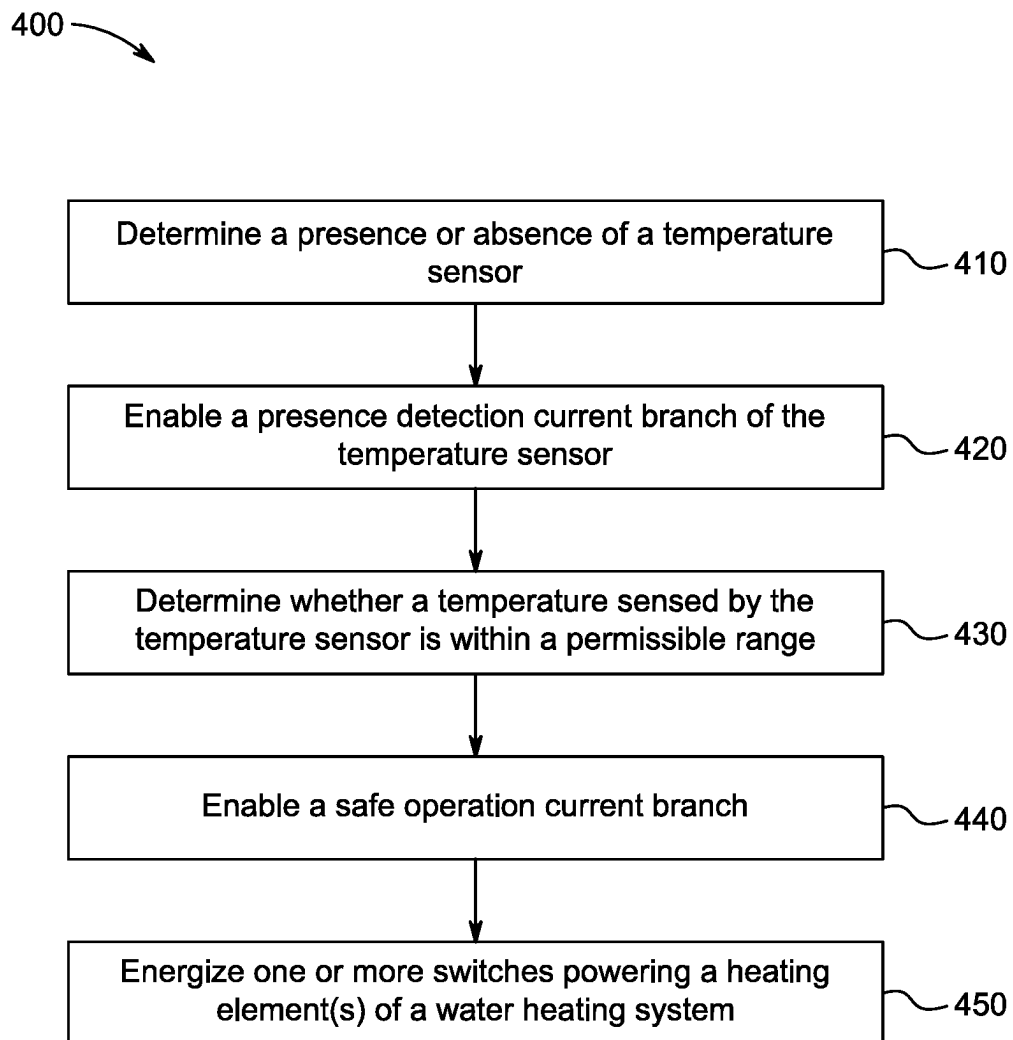 400
Determine a presence or absence of a temperature
sensor
410
Enable a presence detection current branch of the
temperature sensor
420
Determine whether a temperature sensed by the
temperature sensor is within a permissible range
430
Enable a safe operation current branch
440
Energize one or more switches powering a heating
element(s) of a water heating system
450